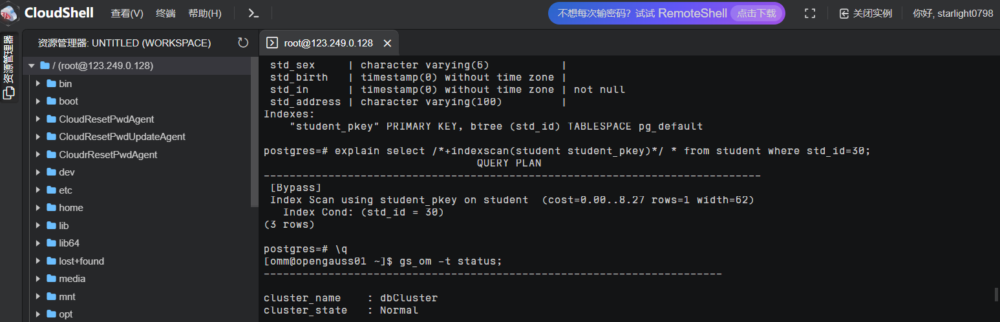 CloudShell 查看(V) 终端 帮助(H) 不想每次输密码？试试 RemoteShell 点击下载 关闭实例 你好, starlight0798
资源管理器
资源管理器: UNTITLED (WORKSPACE)
/ (root@123.249.0.128)
bin
boot
CloudResetPwdAgent
CloudResetPwdUpdateAgent
CloudrResetPwdAgent
dev
etc
home
lib
lib64
lost+found
media
mnt
opt
root@123.249.0.128
 std_sex     | character varying(6)           |
 std_birth   | timestamp(0) without time zone |
 std_in      | timestamp(0) without time zone | not null
 std_address | character varying(100)         |
Indexes:
    "student_pkey" PRIMARY KEY, btree (std_id) TABLESPACE pg_default
postgres=# explain select /*+indexscan(student student_pkey)*/ * from student where std_id=30;
                                 QUERY PLAN
-----------------------------------------------------------------------------
 [Bypass]
 Index Scan using student_pkey on student  (cost=0.00..8.27 rows=1 width=62)
   Index Cond: (std_id = 30)
(3 rows)
postgres=# \q
[omm@opengauss01 ~]$ gs_om -t status;
-----------------------------------------------------------------------
cluster_name    : dbCluster
cluster_state   : Normal